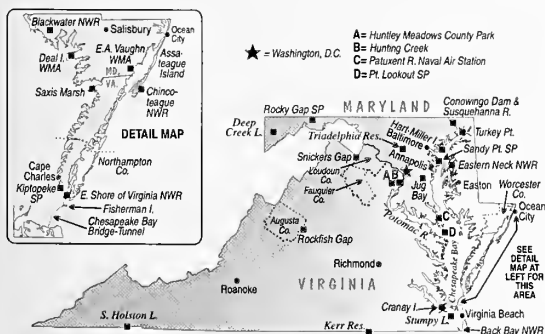 Blackwater NWR
Salisbury
Ocean
City
Deal I.
WMA
E.A. Vaughn
WMA
Assa-
teague
Island
MD.
VA.
Saxis Marsh
Chinco-
teague
NWR
DETAIL MAP
Northampton
Co.
Cape
Charles
Kiptopeke
SP
E. Shore of Virginia NWR
Fisherman I.
Chesapeake Bay
Bridge-Tunnel
= Washington, D.C.
A= Huntley Meadows County Park
B= Hunting Creek
C= Patuxent R. Naval Air Station
D= Pt. Lookout SP
Rocky Gap SP
MARYLAND
Conowingo Dam &
Susquehanna R.
Deep
Creek L.
Triadelphia Res.
Hart-Miller
Baltimore
Turkey Pt.
Snickers Gap
Annapolis
Sandy Pt. SP
Loudoun
Co.
Eastern Neck NWR
Fauquier
Co.
AB
Jug
Bay
Easton
Worcester
Co.
Ocean
City
Potomac R.
C
D
Augusta
Co.
Rockfish Gap
SEE
DETAIL
MAP AT
LEFT FOR
THIS
AREA
Chesapeake Bay
Richmond
VIRGINIA
Roanoke
Craney I.
Virginia Beach
S. Holston L.
Kerr Res.
Stumpy L.
Back Bay NWR